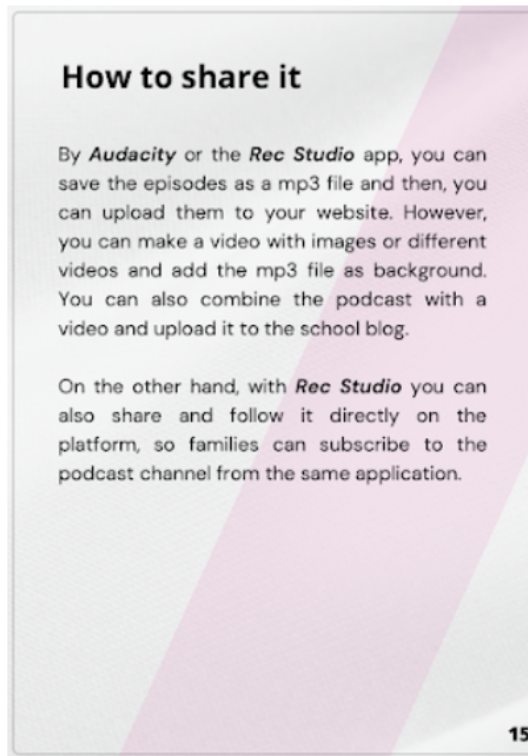 How to share it
By Audacity or the Rec Studio app, you can
save the episodes as a mp3 file and then, you
can upload them to your website. However,
you can make a video with images or different
videos and add the mp3 file as background.
You can also combine the podcast with a
video and upload it to the school blog.
On the other hand, with Rec Studio you can
also share and follow it directly on the
platform, so families can subscribe to the
podcast channel from the same application.
15